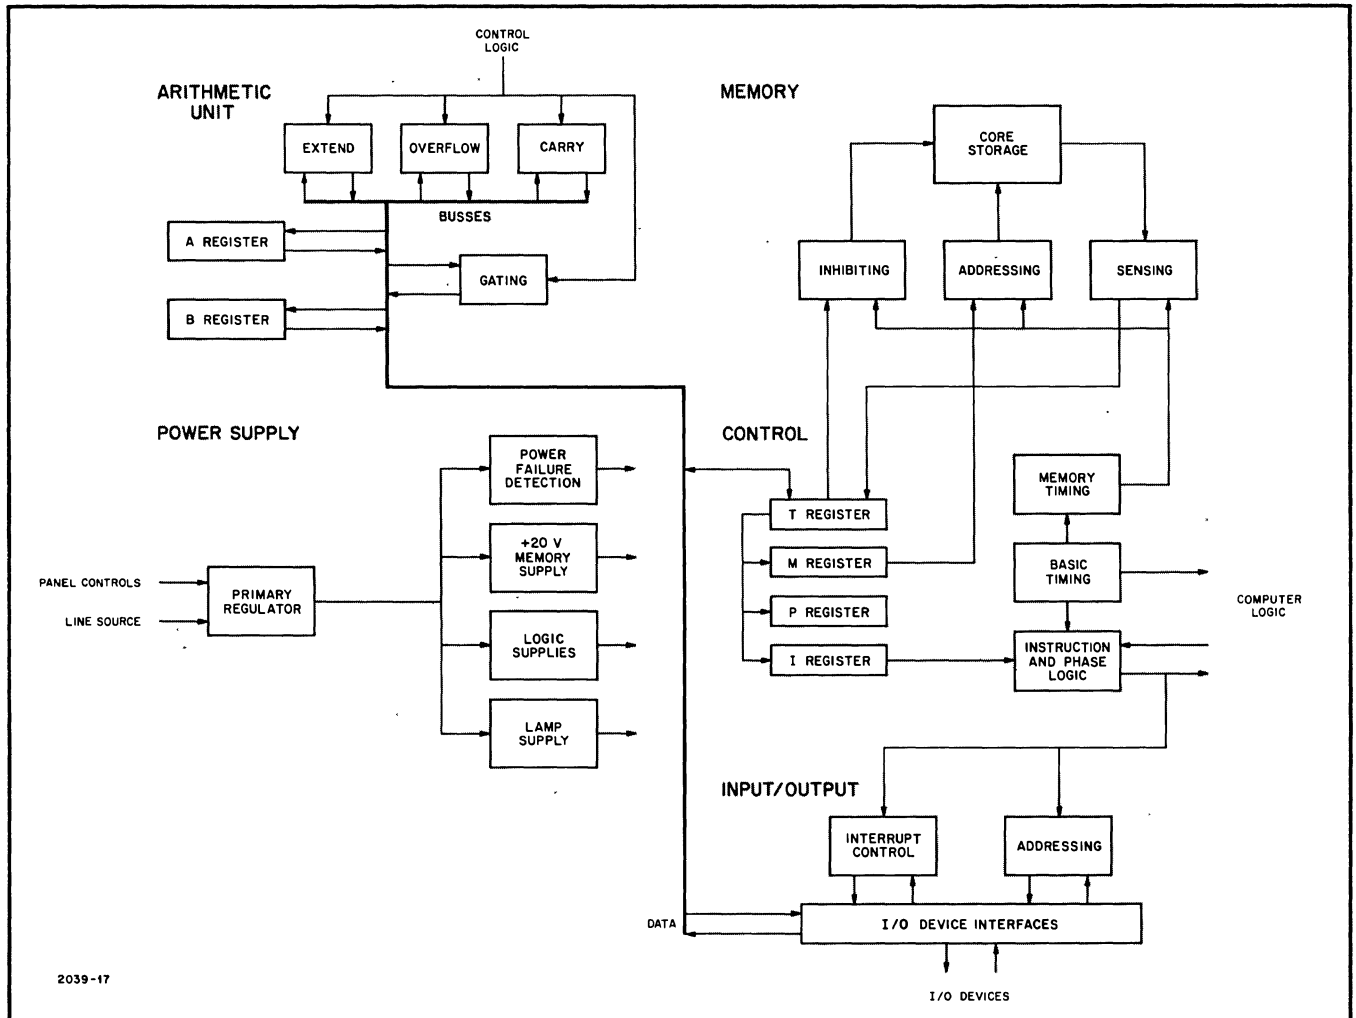 CONTROL
LOGIC
ARITHMETIC
UNIT
EXTEND
OVERFLOW
CARRY
BUSSES
A REGISTER
GATING
B REGISTER
MEMORY
CORE
STORAGE
INHIBITING
ADDRESSING
SENSING
POWER SUPPLY
POWER
FAILURE
DETECTION
+20 V
MEMORY
SUPPLY
PANEL CONTROLS
LINE SOURCE
PRIMARY
REGULATOR
LOGIC
SUPPLIES
LAMP
SUPPLY
CONTROL
T REGISTER
M REGISTER
P REGISTER
I REGISTER
MEMORY
TIMING
BASIC
TIMING
INSTRUCTION
AND PHASE
LOGIC
COMPUTER
LOGIC
INPUT/OUTPUT
INTERRUPT
CONTROL
ADDRESSING
DATA
I/O DEVICE INTERFACES
I/O DEVICES
2039-17